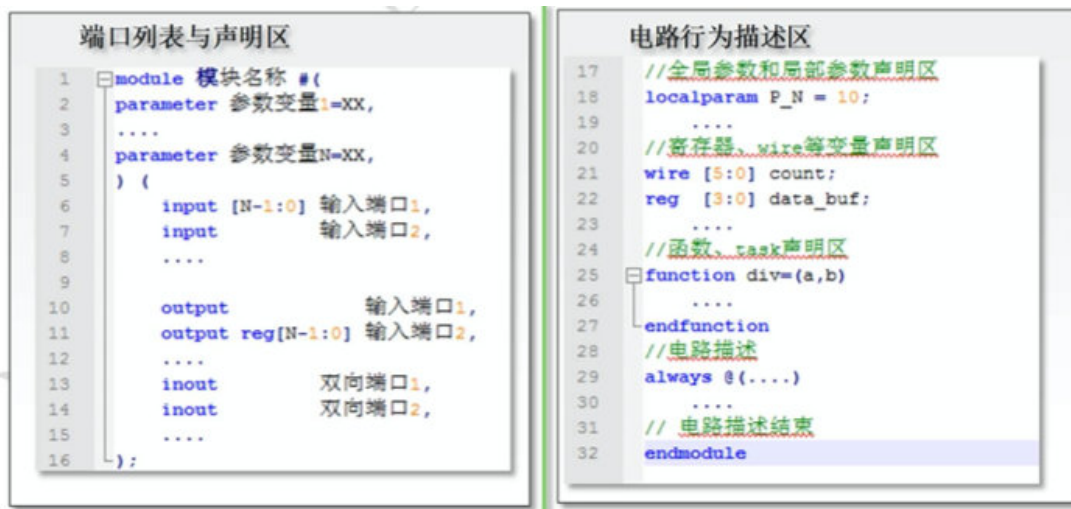 端口列表与声明区
1 module 模块名称 #(
2 parameter 参数变量1=XX,
3 ....
4 parameter 参数变量N=XX,
5 ) (
6 input [N-1:0] 输入端口1,
7 input 输入端口2,
8 ....
9
10 output 输入端口1,
11 output reg[N-1:0] 输入端口2,
12 ....
13 inout 双向端口1,
14 inout 双向端口2,
15 ....
16 );
电路行为描述区
17 //全局参数和局部参数声明区
18 localparam P_N = 10;
19 ....
20 //寄存器、wire等变量声明区
21 wire [5:0] count;
22 reg [3:0] data_buf;
23 ....
24 //函数、task声明区
25 function div=(a,b)
26 ....
27 endfunction
28 //电路描述
29 always @(....)
30 ....
31 // 电路描述结束
32 endmodule